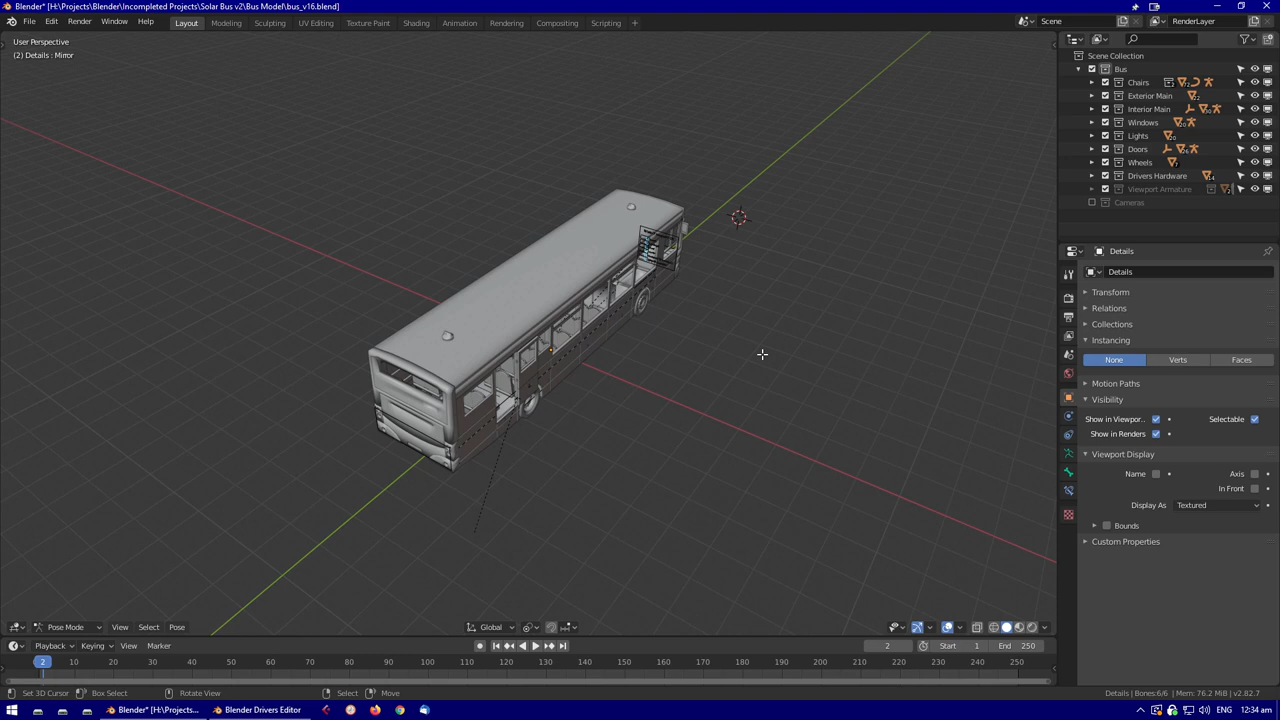 Blender* [H:\Projects\Blender\Incompleted Projects\Solar Bus v2\Bus Model\bus_v16.blend]
File Edit Render Window Help Layout Modeling Sculpting UV Editing Texture Paint Shading Animation Rendering Compositing Scripting + Scene RenderLayer
User Perspective
(2) Details : Mirror
Scene Collection
Bus
Chairs
Exterior Main
Interior Main
Windows
Lights
Doors
Wheels
Drivers Hardware
Viewport Armature
Cameras
Details
Details
Transform
Relations
Collections
Instancing
None Verts Faces
Motion Paths
Visibility
Show in Viewpor.. Selectable
Show in Renders
Viewport Display
Name Axis
In Front
Display As Textured
Bounds
Custom Properties
Pose Mode View Select Pose Global
Playback Keying View Marker 2 Start 1 End 250
2 10 20 30 40 50 60 70 80 90 100 110 120 130 140 150 160 170 180 190 200 210 220 230 240 250
Set 3D Cursor Box Select Rotate View Select Move Details | Bones:6/6 | Mem: 76.2 MiB | v2.82.7
Blender* [H:\Projects... Blender Drivers Editor ENG 12:34 am